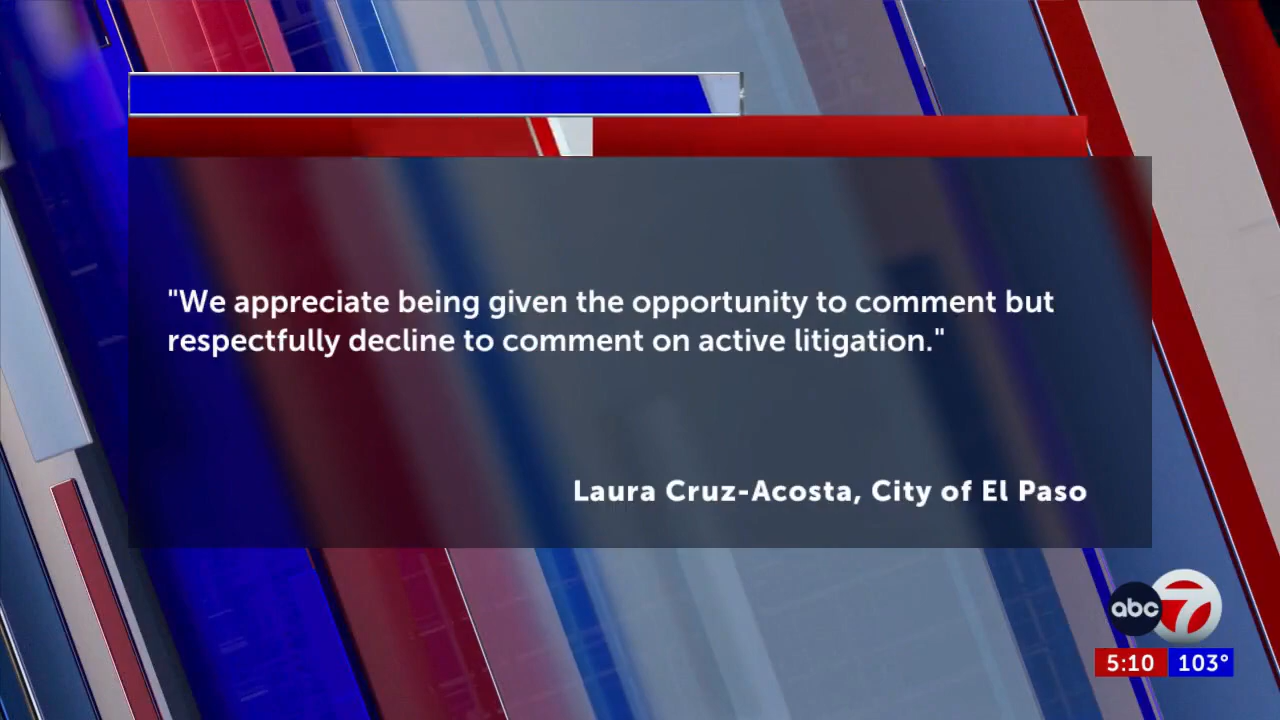 "We appreciate being given the opportunity to comment but
respectfully decline to comment on active litigation."
Laura Cruz-Acosta, City of El Paso
abc 7
5:10 103°